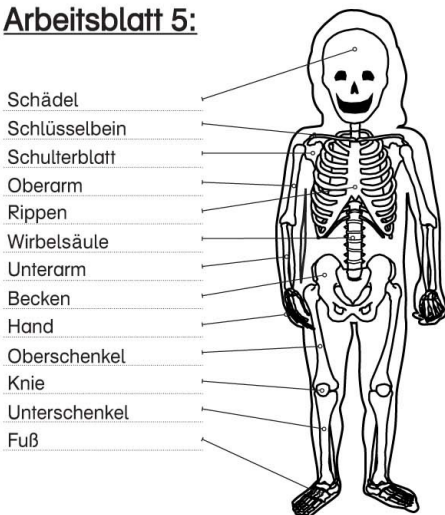 Arbeitsblatt 5:
Schädel
Schlüsselbein
Schulterblatt
Oberarm
Rippen
Wirbelsäule
Unterarm
Becken
Hand
Oberschenkel
Knie
Unterschenkel
Fuß